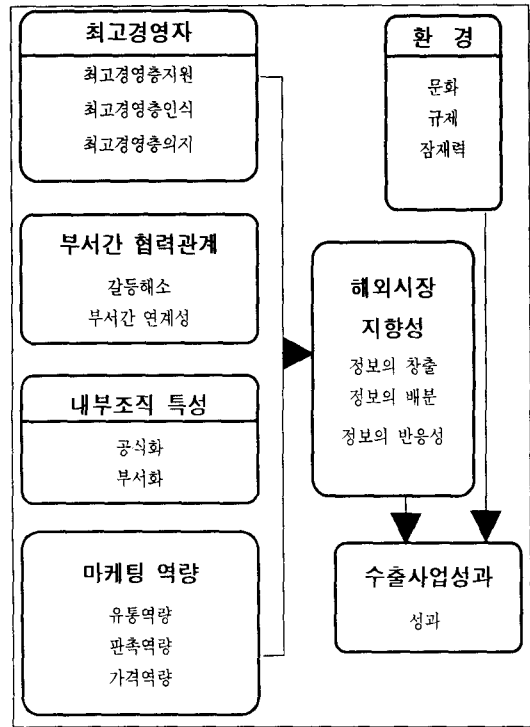 최고경영자
최고경영층지원
최고경영층인식
최고경영층의지
부서간 협력관계
갈등해소
부서간 연계성
내부조직 특성
공식화
부서화
마케팅 역량
유통역량
판촉역량
가격역량
환 경
문화
규제
잠재력
해외시장
지향성
정보의 창출
정보의 배분
정보의 반응성
수출사업성과
성과